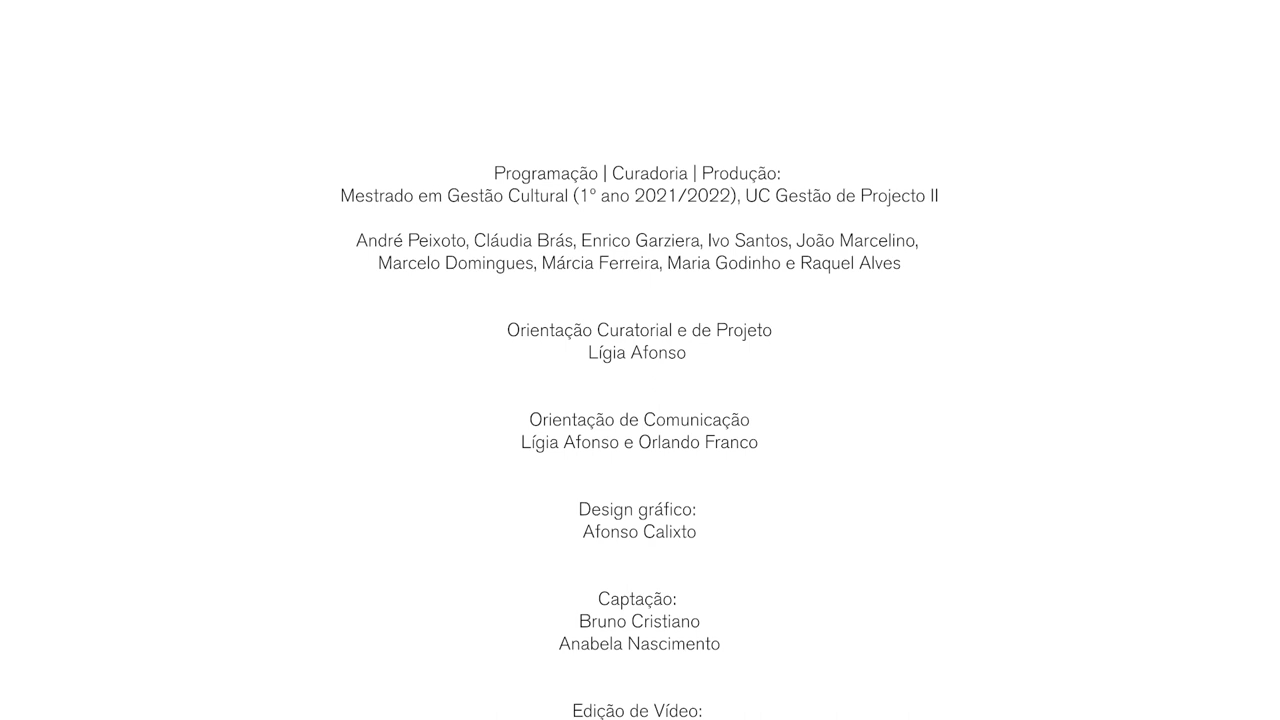 Programação | Curadoria | Produção:
Mestrado em Gestão Cultural (1º ano 2021/2022), UC Gestão de Projecto II
André Peixoto, Cláudia Brás, Enrico Garziera, Ivo Santos, João Marcelino,
Marcelo Domingues, Márcia Ferreira, Maria Godinho e Raquel Alves
Orientação Curatorial e de Projeto
Lígia Afonso
Orientação de Comunicação
Lígia Afonso e Orlando Franco
Design gráfico:
Afonso Calixto
Captação:
Bruno Cristiano
Anabela Nascimento
Edição de Vídeo: